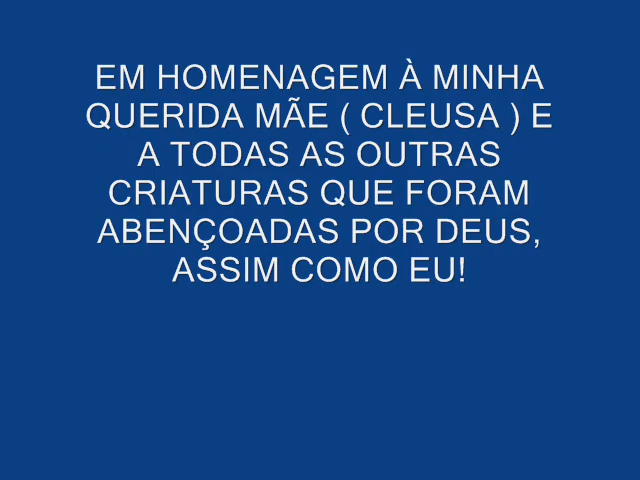 EM HOMENAGEM À MINHA
QUERIDA MÃE ( CLEUSA ) E
A TODAS AS OUTRAS
CRIATURAS QUE FORAM
ABENÇOADAS POR DEUS,
ASSIM COMO EU!